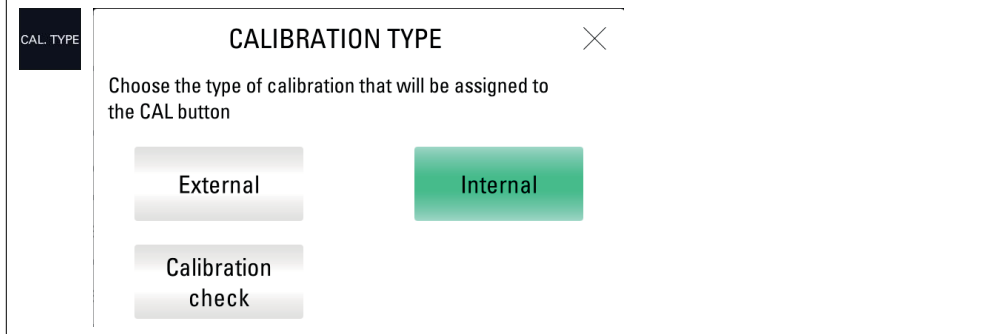 CAL. TYPE
CALIBRATION TYPE
Choose the type of calibration that will be assigned to
the CAL button
External
Internal
Calibration
check